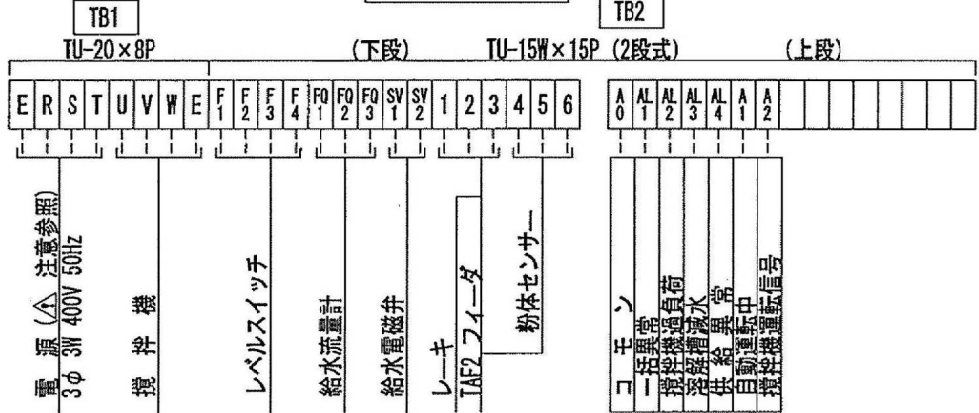 TB1
TB2
TU-20×8P
(下段)
TU-15W×15P (2段式)
(上段)
E R S T U V W E F1 F2 F3 F4 FQ1 FQ2 FQ3 SV1 SV2 1 2 3 4 5 6
A0 AL1 AL2 AL3 AL4 A1 A2
電源 (⚠ 注意参照)
3φ 3W 400V 50Hz
撹拌機
レベルスイッチ
給水流量計
給水電磁弁
レーキ
TAF2 フィーダ
粉体センサー
コモン
一括異常
撹拌機過負荷
溶解槽減水
供給異常
自動運転中
撹拌機運転信号